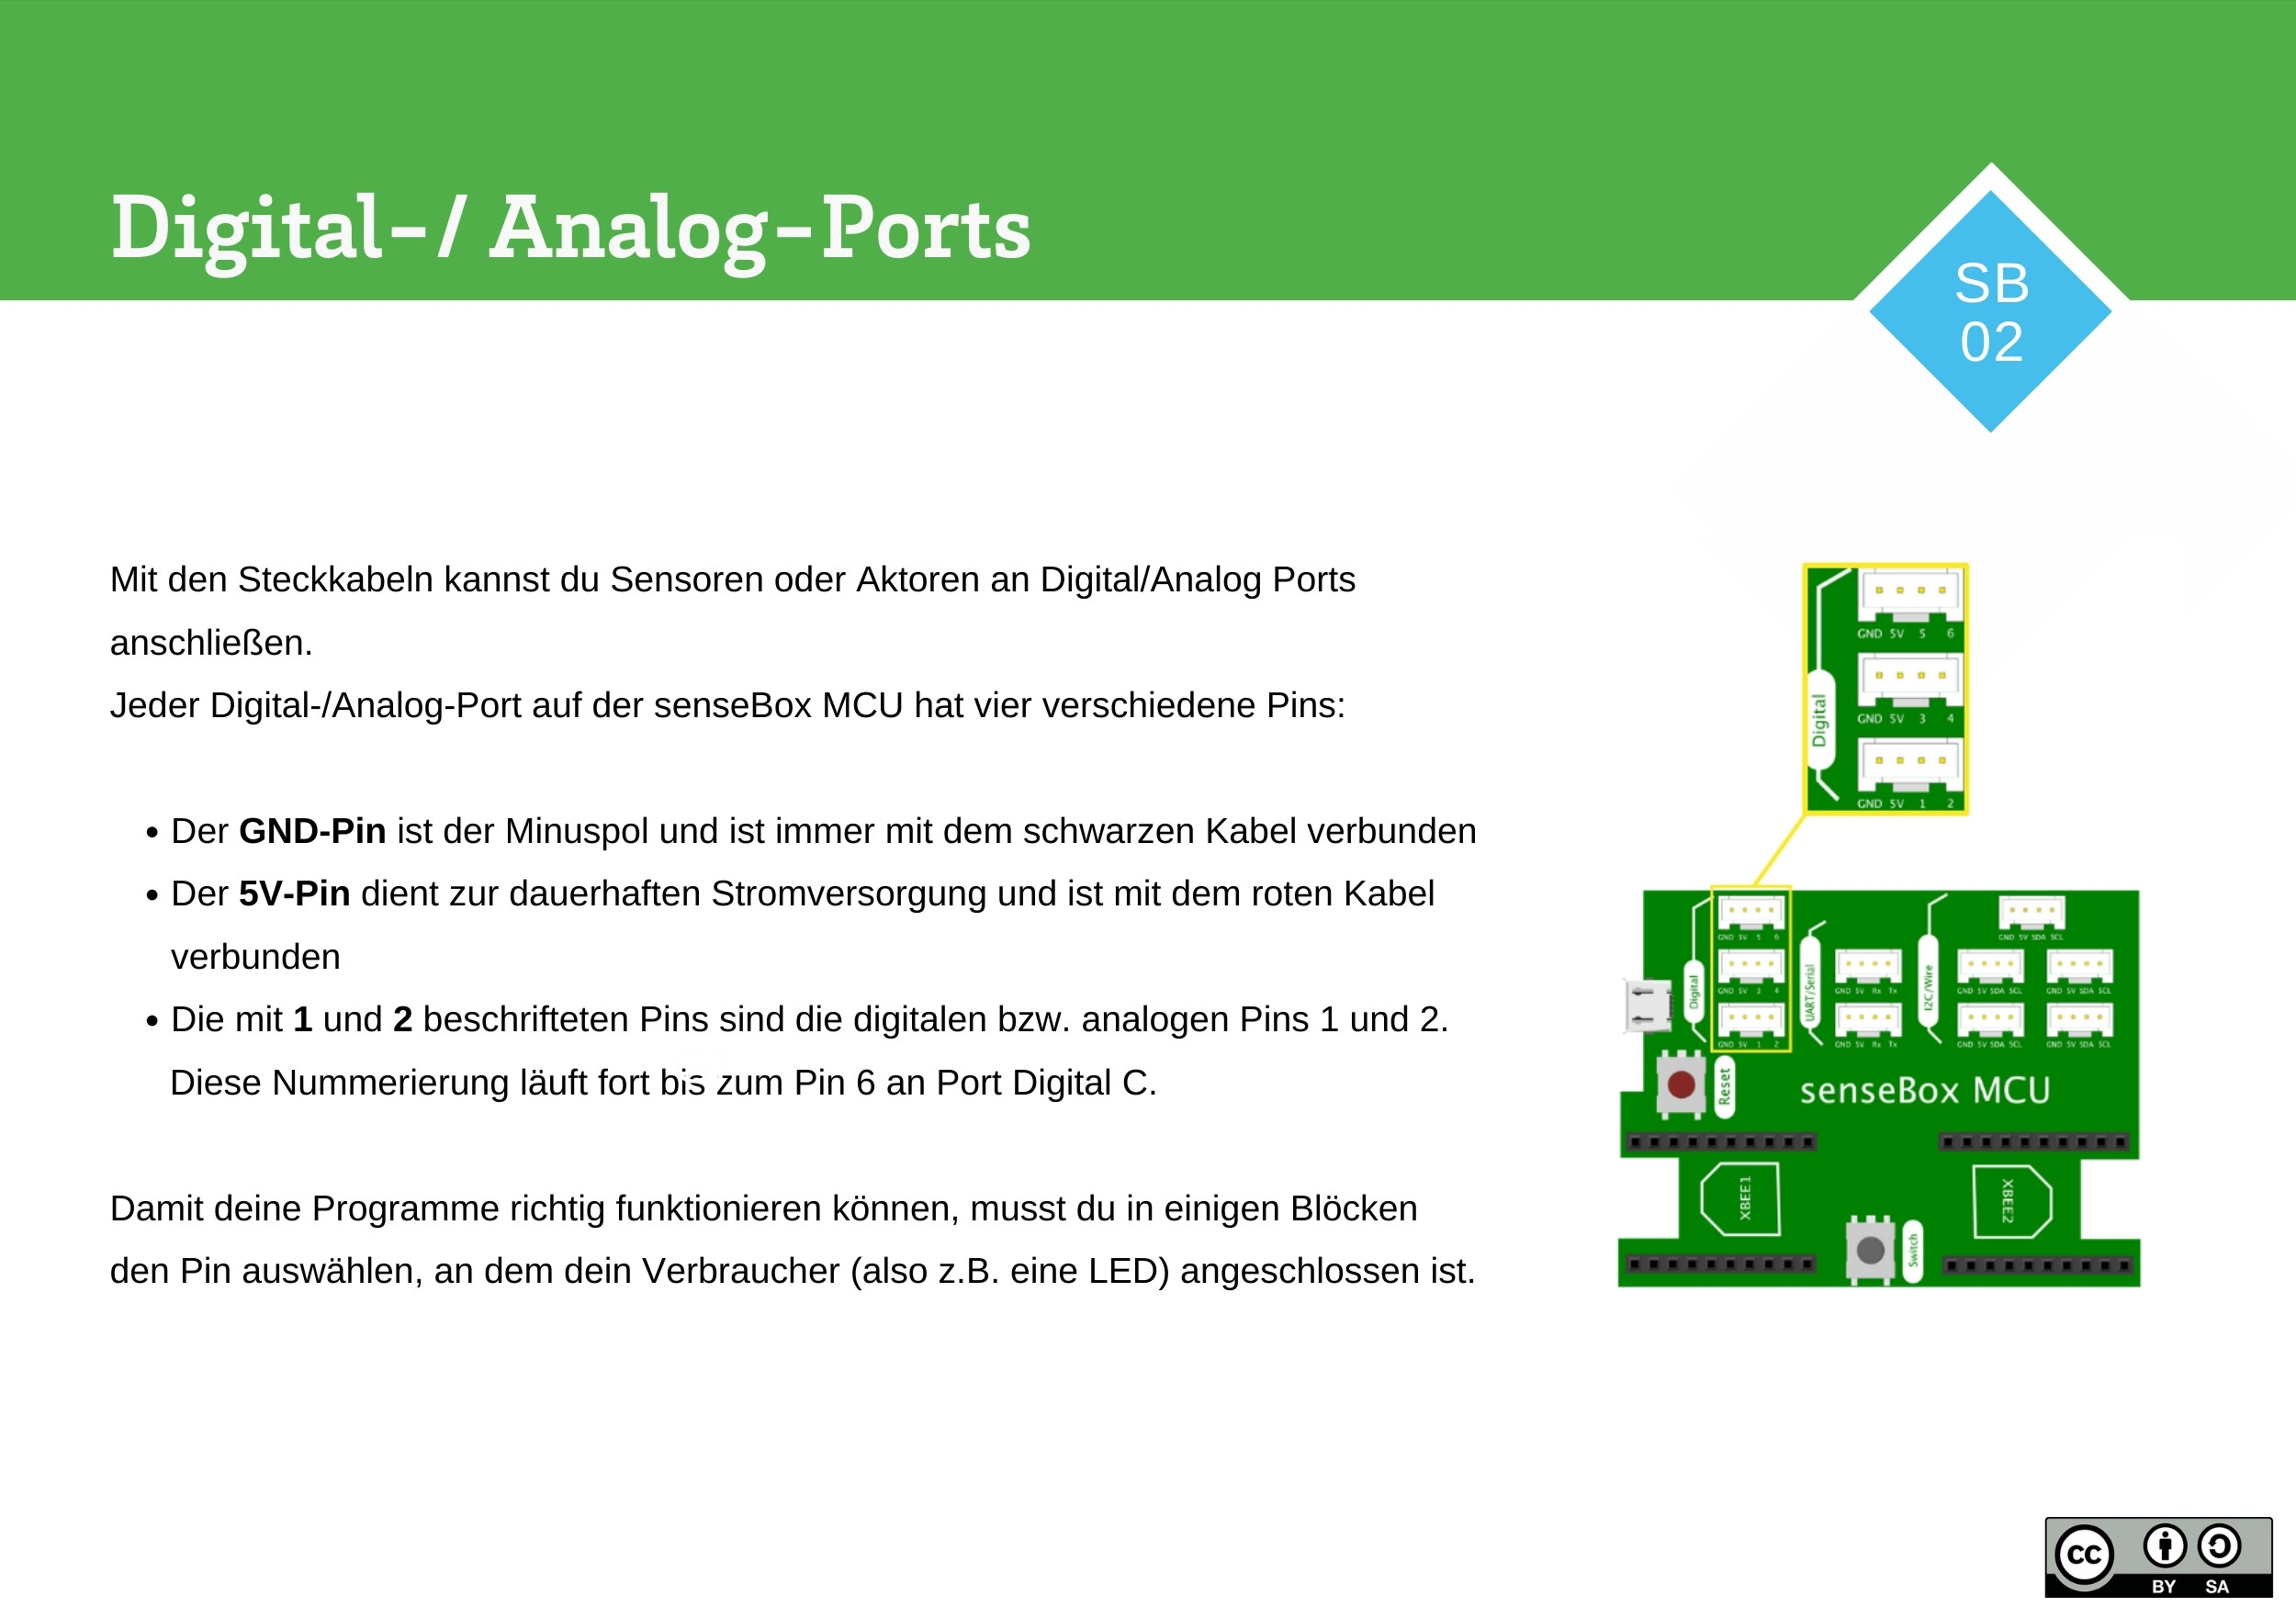 Digital-/ Analog-Ports
SB
02
Mit den Steckkabeln kannst du Sensoren oder Aktoren an Digital/Analog Ports
anschließen.
Jeder Digital-/Analog-Port auf der senseBox MCU hat vier verschiedene Pins:
• Der GND-Pin ist der Minuspol und ist immer mit dem schwarzen Kabel verbunden
• Der 5V-Pin dient zur dauerhaften Stromversorgung und ist mit dem roten Kabel
verbunden
• Die mit 1 und 2 beschrifteten Pins sind die digitalen bzw. analogen Pins 1 und 2.
Diese Nummerierung läuft fort bis zum Pin 6 an Port Digital C.
Damit deine Programme richtig funktionieren können, musst du in einigen Blöcken
den Pin auswählen, an dem dein Verbraucher (also z.B. eine LED) angeschlossen ist.
Digital
GND 5V 5 6
GND 5V 3 4
GND 5V 1 2
Digital
GND 5V 5 6
GND 5V 3 4
GND 5V 1 2
UART/Serial
GND 5V Rx Tx
GND 5V Rx Tx
I2C/Wire
GND 5V SDA SCL
GND 5V SDA SCL
GND 5V SDA SCL
GND 5V SDA SCL
GND 5V SDA SCL
Reset
senseBox MCU
XBEE1
XBEE2
Switch
CC
BY SA